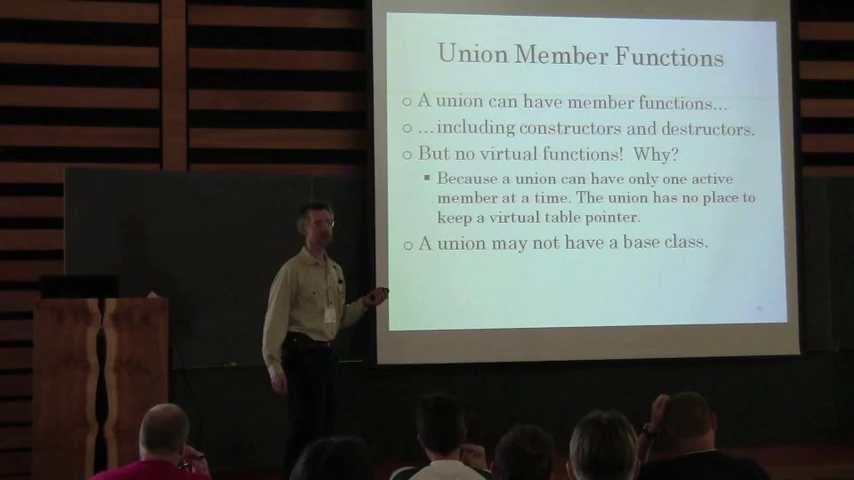 Union Member Functions
○ A union can have member functions…
○ …including constructors and destructors.
○ But no virtual functions! Why?
▪ Because a union can have only one active
member at a time. The union has no place to
keep a virtual table pointer.
○ A union may not have a base class.